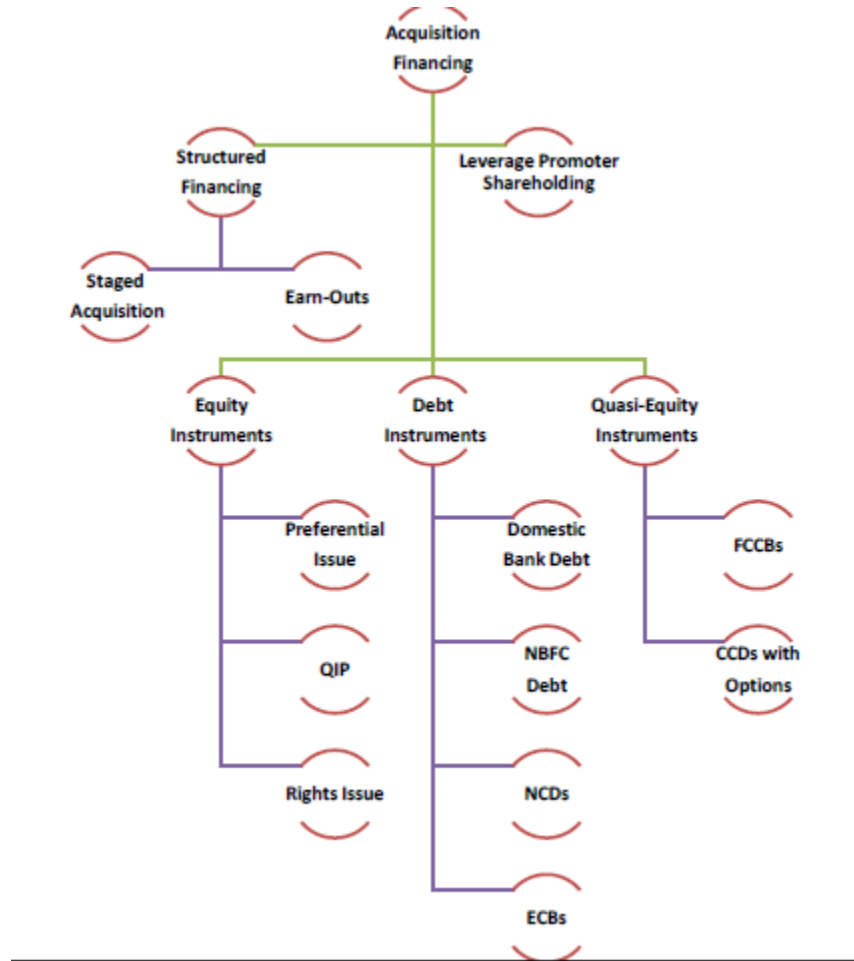 Acquisition
Financing
Structured
Financing
Leverage Promoter
Shareholding
Staged
Acquisition
Earn-Outs
Equity
Instruments
Debt
Instruments
Quasi-Equity
Instruments
Preferential
Issue
Domestic
Bank Debt
FCCBs
QIP
NBFC
Debt
CCDs with
Options
Rights Issue
NCDs
ECBs